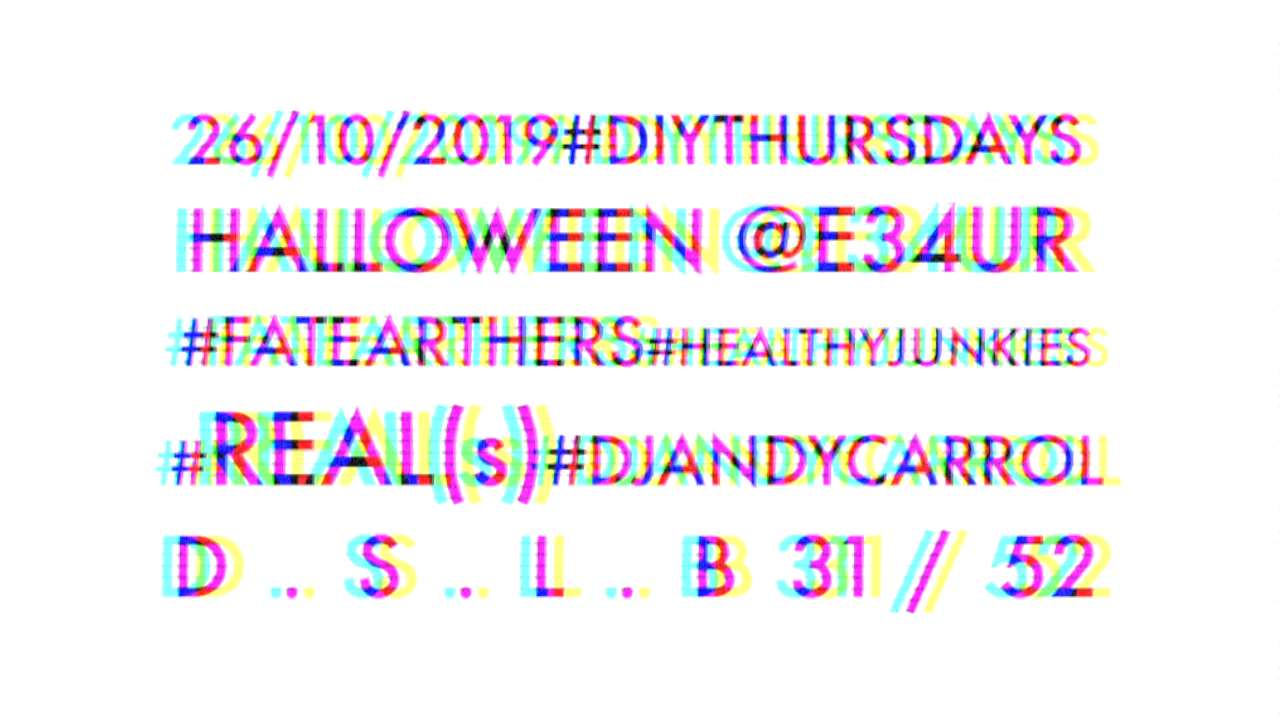 26/10/2019#DIYTHURSDAYS
HALLOWEEN @E34UR
#FATEARTHERS#HEALTHYJUNKIES
#REAL(s)#DJANDYCARROL
D .. S .. L .. B 31 // 52